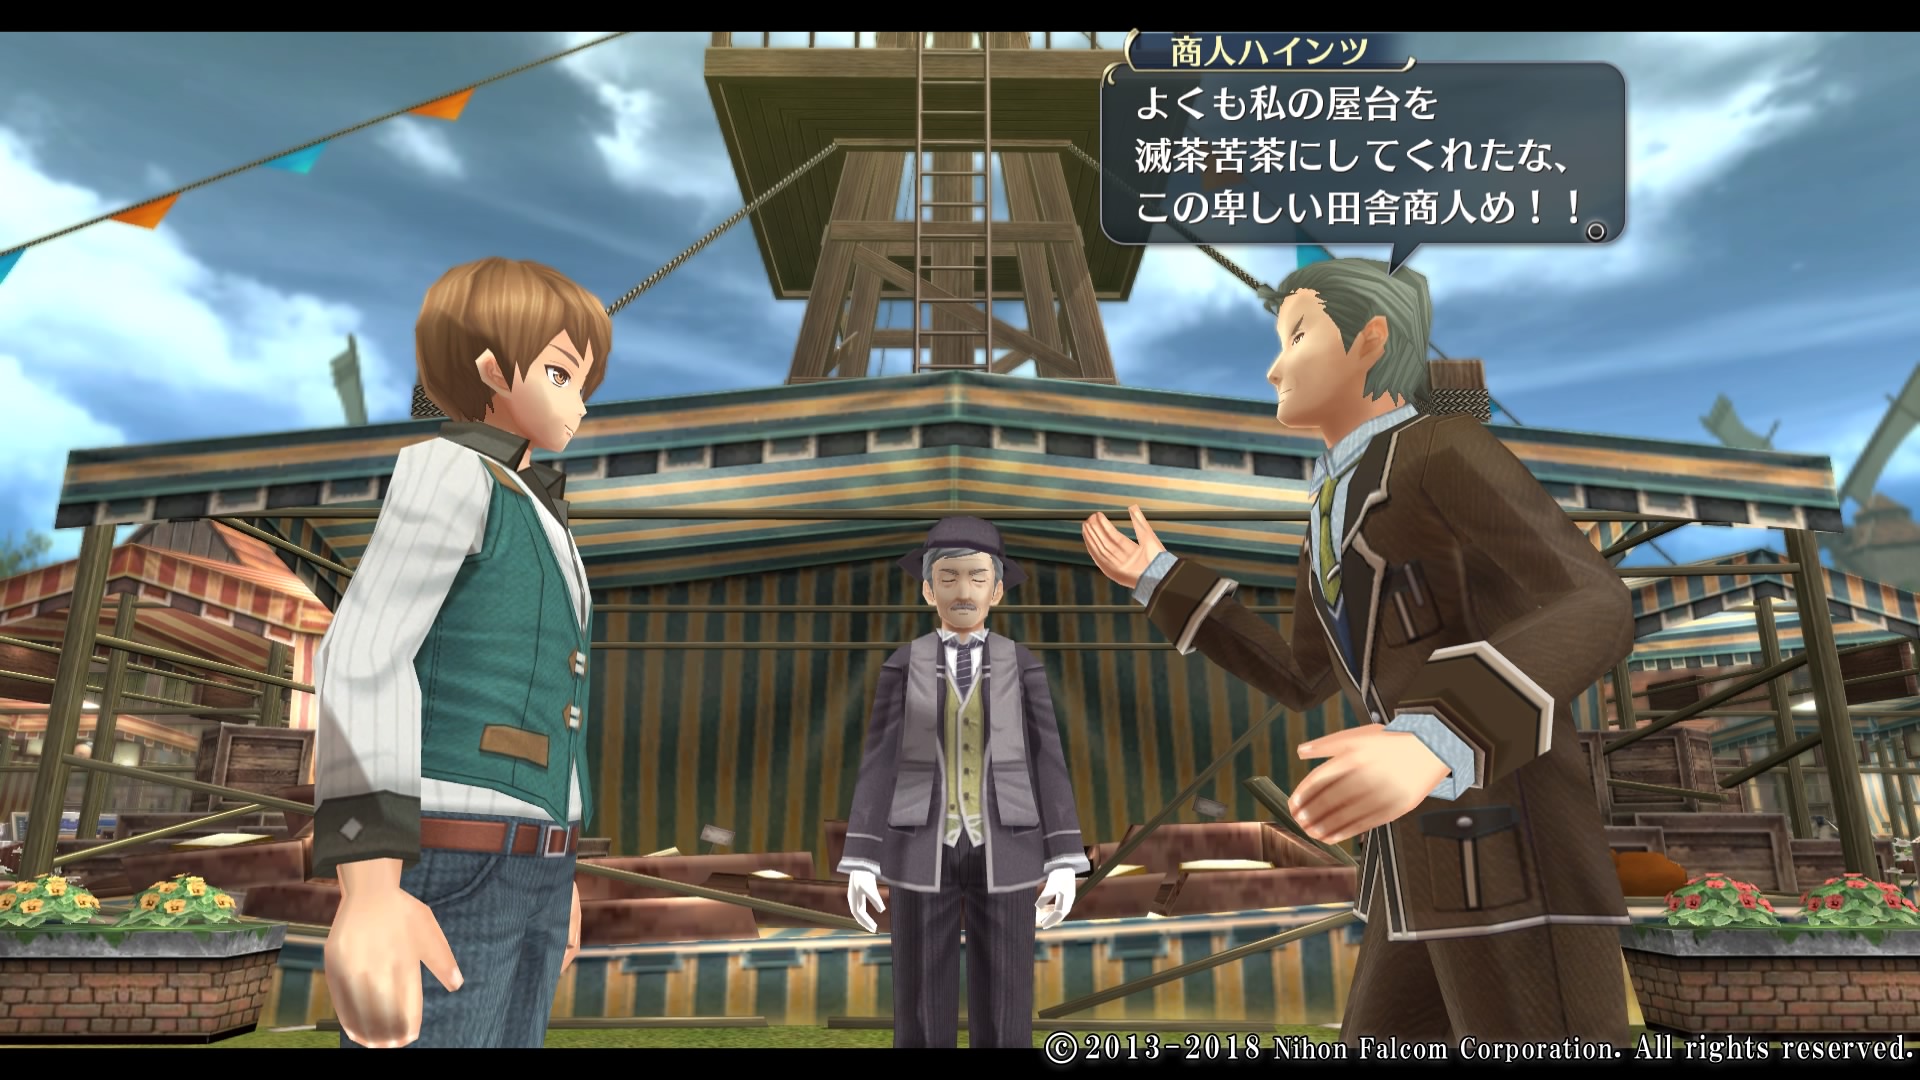 商人ハインツ
よくも私の屋台を
滅茶苦茶にしてくれたな、
この卑しい田舎商人め！！
©2013-2018 Nihon Falcom Corporation. All rights reserved.